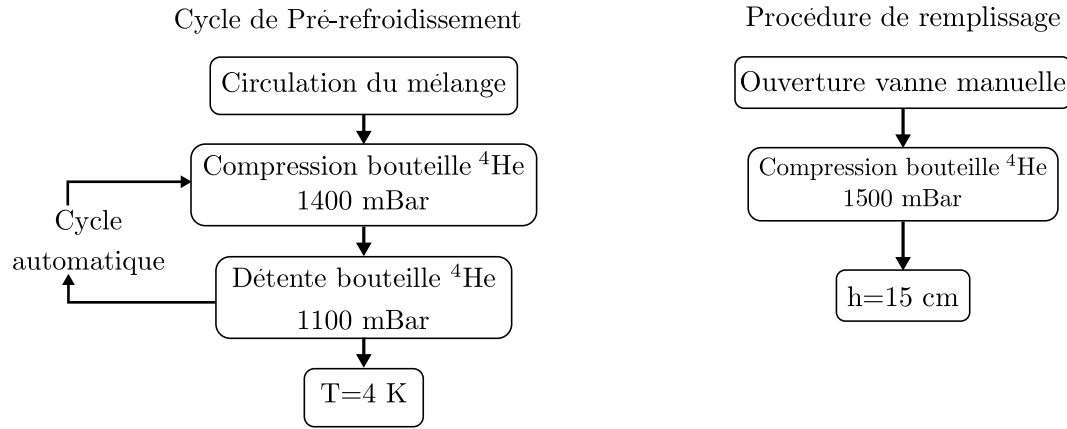 Cycle de Pré-refroidissement
Circulation du mélange
Compression bouteille ⁴He
1400 mBar
Cycle
automatique
Détente bouteille ⁴He
1100 mBar
T=4 K
Procédure de remplissage
Ouverture vanne manuelle
Compression bouteille ⁴He
1500 mBar
h=15 cm